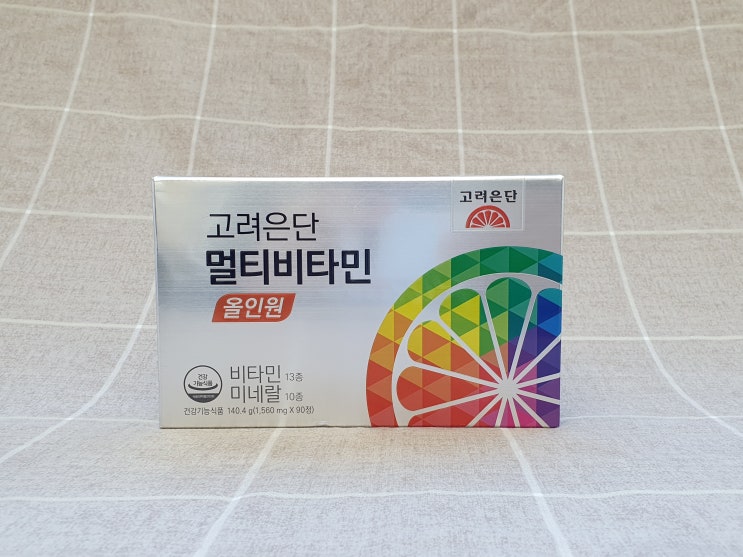 고려은단
고려은단
멀티비타민
올인원
건강
기능식품
비타민 13종
미네랄 10종
건강기능식품 140.4 g(1,560 mg X 90정)